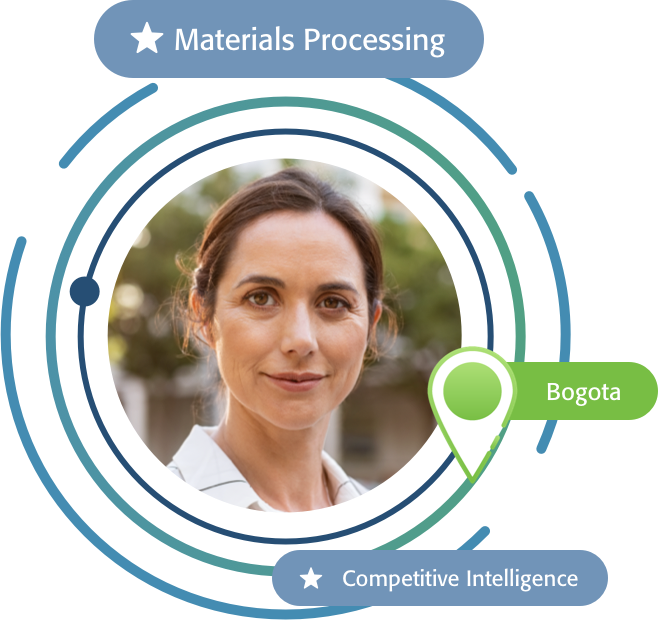 Materials Processing
Bogota
Competitive Intelligence